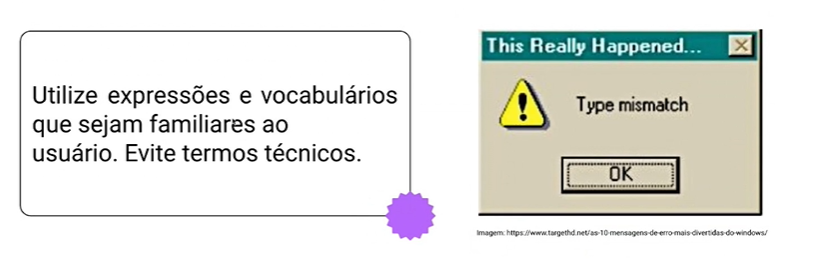 Utilize expressões e vocabulários
que sejam familiares ao
usuário. Evite termos técnicos.
This Really Happened...
Type mismatch
OK
Imagem: https://www.targethd.net/as-10-mensagens-de-erro-mais-divertidas-do-windows/